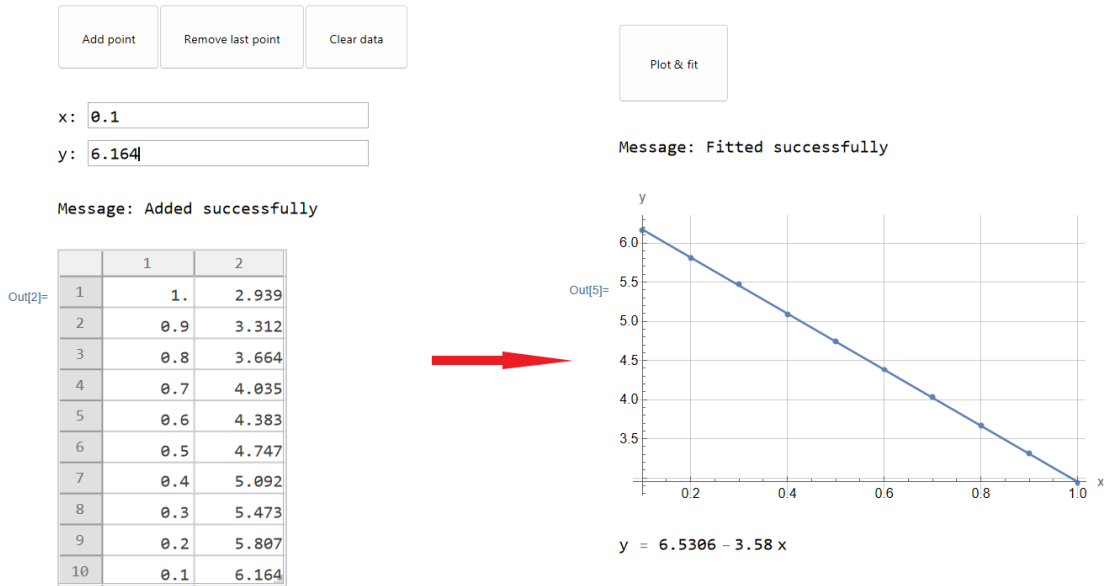 Add point Remove last point Clear data
x: 0.1
y: 6.164
Message: Added successfully
Out[2]=
1 2
1 1. 2.939
2 0.9 3.312
3 0.8 3.664
4 0.7 4.035
5 0.6 4.383
6 0.5 4.747
7 0.4 5.092
8 0.3 5.473
9 0.2 5.807
10 0.1 6.164
Plot & fit
Message: Fitted successfully
Out[5]=
y
6.0
5.5
5.0
4.5
4.0
3.5
0.2 0.4 0.6 0.8 1.0 x
y = 6.5306 - 3.58 x